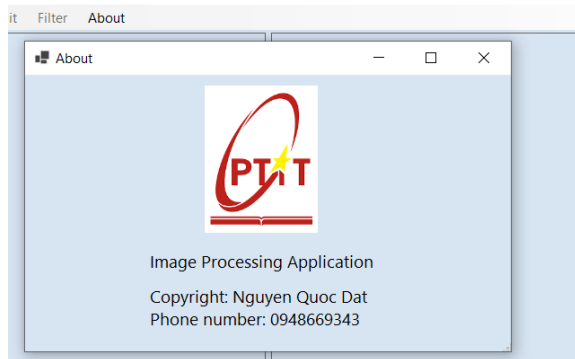 it Filter About
About
PTIT
Image Processing Application
Copyright: Nguyen Quoc Dat
Phone number: 0948669343